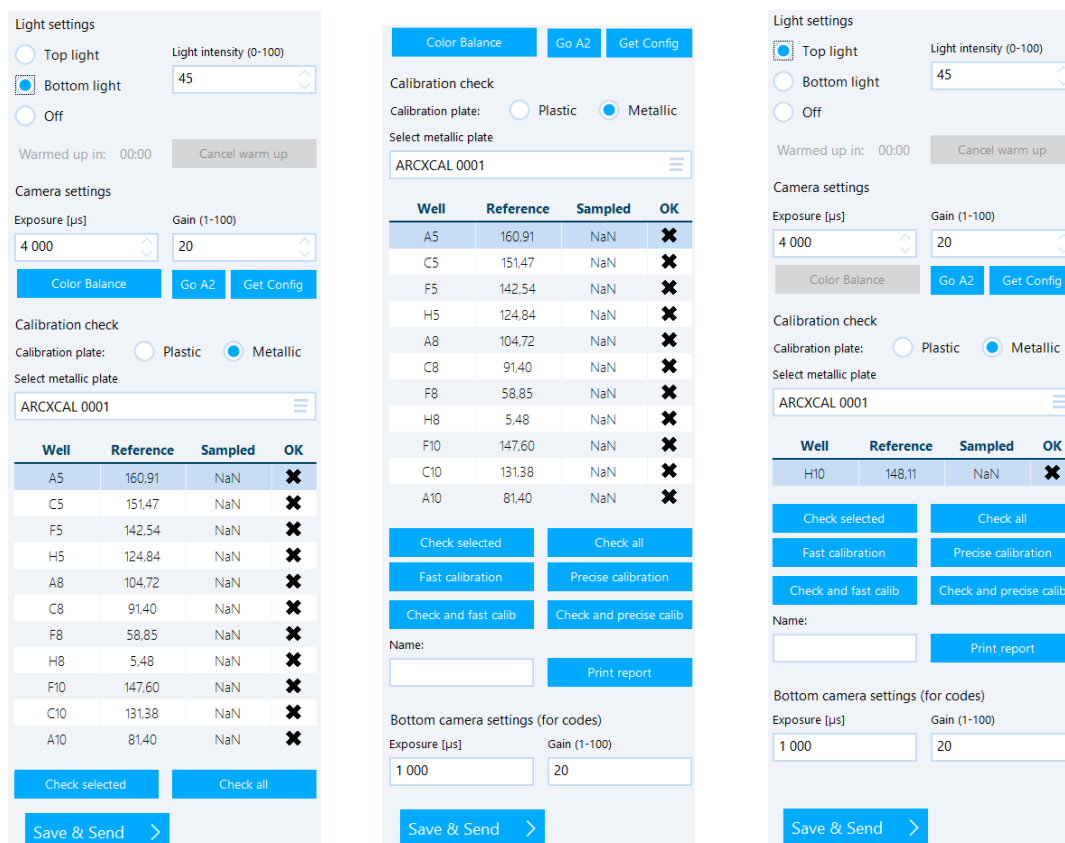 Light settings
Top light
Light intensity (0-100)
Bottom light
45
Off
Warmed up in: 00:00
Cancel warm up
Camera settings
Exposure [µs]
Gain (1-100)
4 000
20
Color Balance
Go A2
Get Config
Calibration check
Calibration plate:
Plastic
Metallic
Select metallic plate
ARCXCAL 0001
Well Reference Sampled OK
A5 160,91 NaN
C5 151,47 NaN
F5 142,54 NaN
H5 124,84 NaN
A8 104,72 NaN
C8 91,40 NaN
F8 58,85 NaN
H8 5,48 NaN
F10 147,60 NaN
C10 131,38 NaN
A10 81,40 NaN
Check selected
Check all
Save & Send
Color Balance
Go A2
Get Config
Calibration check
Calibration plate:
Plastic
Metallic
Select metallic plate
ARCXCAL 0001
Well Reference Sampled OK
A5 160,91 NaN
C5 151,47 NaN
F5 142,54 NaN
H5 124,84 NaN
A8 104,72 NaN
C8 91,40 NaN
F8 58,85 NaN
H8 5,48 NaN
F10 147,60 NaN
C10 131,38 NaN
A10 81,40 NaN
Check selected
Check all
Fast calibration
Precise calibration
Check and fast calib
Check and precise calib
Name:
Print report
Bottom camera settings (for codes)
Exposure [µs]
Gain (1-100)
1 000
20
Save & Send
Light settings
Top light
Light intensity (0-100)
Bottom light
45
Off
Warmed up in: 00:00
Cancel warm up
Camera settings
Exposure [µs]
Gain (1-100)
4 000
20
Color Balance
Go A2
Get Config
Calibration check
Calibration plate:
Plastic
Metallic
Select metallic plate
ARCXCAL 0001
Well Reference Sampled OK
H10 148,11 NaN
Check selected
Check all
Fast calibration
Precise calibration
Check and fast calib
Check and precise calib
Name:
Print report
Bottom camera settings (for codes)
Exposure [µs]
Gain (1-100)
1 000
20
Save & Send